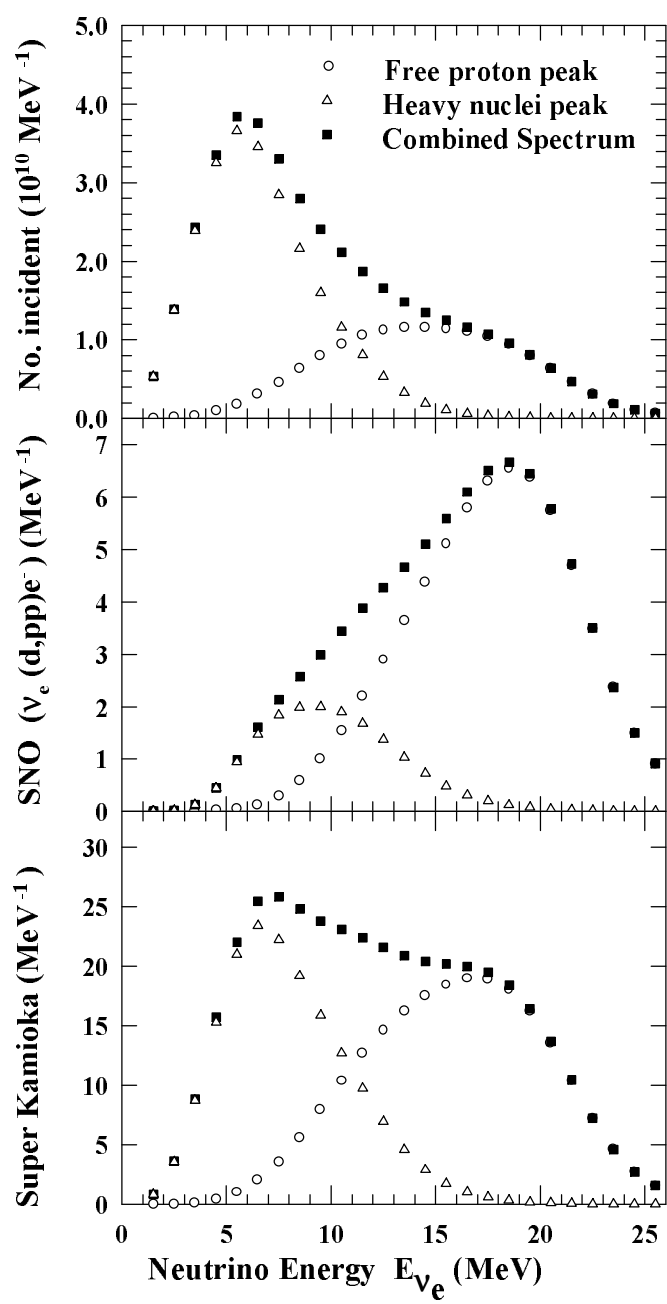 5.0
Free proton peak
Heavy nuclei peak
Combined Spectrum
4.0
3.0
2.0
1.0
0.0
No. incident (10¹⁰ MeV⁻¹)
7
6
5
4
3
2
1
0
SNO (νₑ (d,pp)e⁻) (MeV⁻¹)
30
25
20
15
10
5
0
Super Kamioka (MeV⁻¹)
0 5 10 15 20 25
Neutrino Energy E_νₑ (MeV)